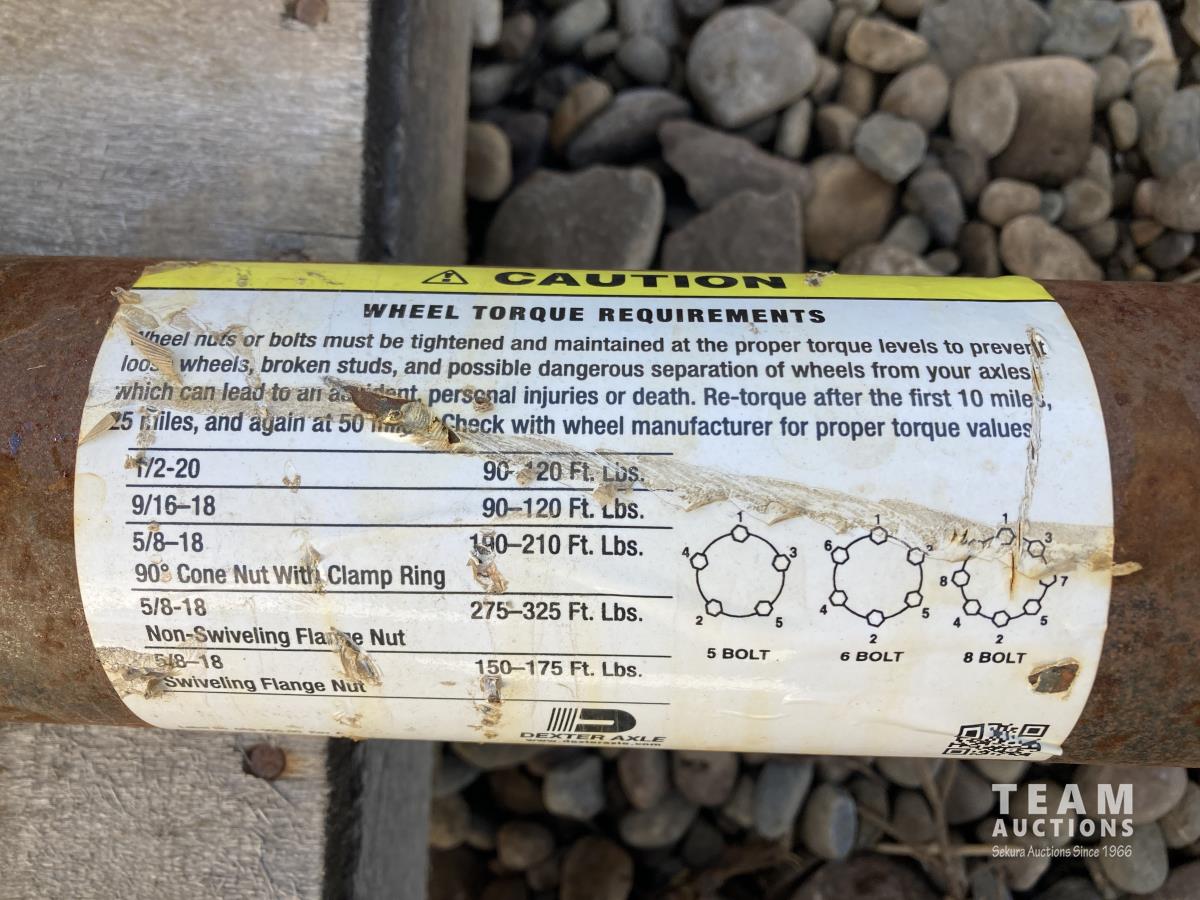 CAUTION
WHEEL TORQUE REQUIREMENTS
Wheel nuts or bolts must be tightened and maintained at the proper torque levels to prevent
loose wheels, broken studs, and possible dangerous separation of wheels from your axles,
which can lead to an accident, personal injuries or death. Re-torque after the first 10 miles,
25 miles, and again at 50 Check with wheel manufacturer for proper torque values
1/2-20 90-120 Ft. Lbs.
9/16–18 90–120 Ft. Lbs.
5/8–18 190–210 Ft. Lbs.
90° Cone Nut With Clamp Ring
5/8-18 275–325 Ft. Lbs.
Non-Swiveling Flange Nut
5/8–18 150–175 Ft. Lbs.
Swiveling Flange Nut
1 4 3 2 5
5 BOLT
1 6 3 4 5 2
6 BOLT
1 3 8 7 4 5 2
8 BOLT
DEXTER AXLE
www.dexteraxle.com
TEAM
AUCTIONS
Sekura Auctions Since 1966